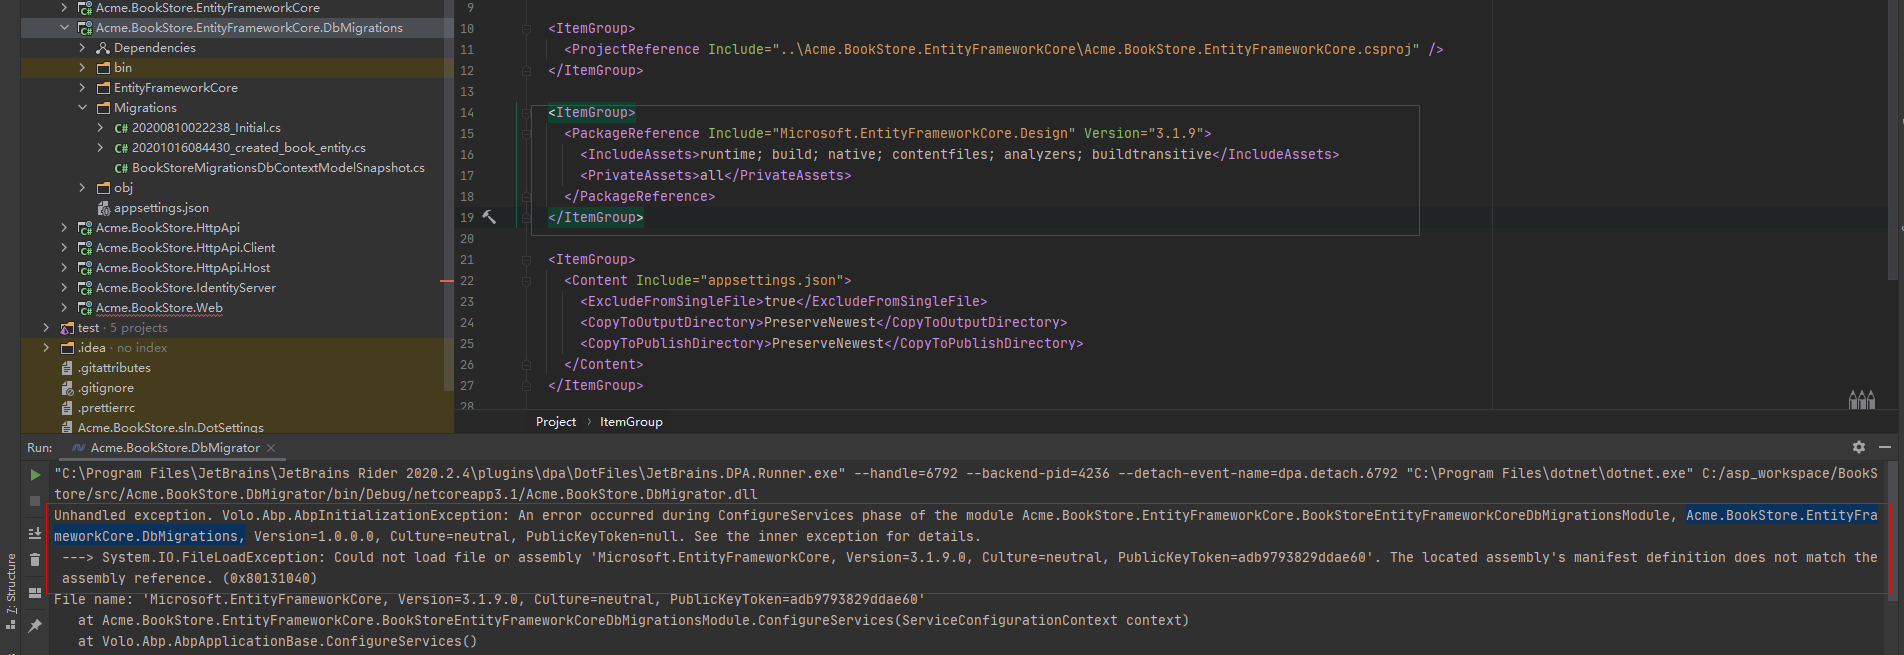 Acme.BookStore.EntityFrameworkCore
Acme.BookStore.EntityFrameworkCore.DbMigrations
Dependencies
bin
EntityFrameworkCore
Migrations
C# 20200810022238_Initial.cs
C# 20201016084430_created_book_entity.cs
C# BookStoreMigrationsDbContextModelSnapshot.cs
obj
appsettings.json
Acme.BookStore.HttpApi
Acme.BookStore.HttpApi.Client
Acme.BookStore.HttpApi.Host
Acme.BookStore.IdentityServer
Acme.BookStore.Web
test · 5 projects
.idea · no index
.gitattributes
.gitignore
.prettierrc
Acme.BookStore.sln.DotSettings
9
10 <ItemGroup>
11 <ProjectReference Include="..\Acme.BookStore.EntityFrameworkCore\Acme.BookStore.EntityFrameworkCore.csproj" />
12 </ItemGroup>
13
14 <ItemGroup>
15 <PackageReference Include="Microsoft.EntityFrameworkCore.Design" Version="3.1.9">
16 <IncludeAssets>runtime; build; native; contentfiles; analyzers; buildtransitive</IncludeAssets>
17 <PrivateAssets>all</PrivateAssets>
18 </PackageReference>
19 </ItemGroup>
20
21 <ItemGroup>
22 <Content Include="appsettings.json">
23 <ExcludeFromSingleFile>true</ExcludeFromSingleFile>
24 <CopyToOutputDirectory>PreserveNewest</CopyToOutputDirectory>
25 <CopyToPublishDirectory>PreserveNewest</CopyToPublishDirectory>
26 </Content>
27 </ItemGroup>
28
Project › ItemGroup
Run: Acme.BookStore.DbMigrator
"C:\Program Files\JetBrains\JetBrains Rider 2020.2.4\plugins\dpa\DotFiles\JetBrains.DPA.Runner.exe" --handle=6792 --backend-pid=4236 --detach-event-name=dpa.detach.6792 "C:\Program Files\dotnet\dotnet.exe" C:/asp_workspace/BookS
tore/src/Acme.BookStore.DbMigrator/bin/Debug/netcoreapp3.1/Acme.BookStore.DbMigrator.dll
Unhandled exception. Volo.Abp.AbpInitializationException: An error occurred during ConfigureServices phase of the module Acme.BookStore.EntityFrameworkCore.BookStoreEntityFrameworkCoreDbMigrationsModule, Acme.BookStore.EntityFra
meworkCore.DbMigrations, Version=1.0.0.0, Culture=neutral, PublicKeyToken=null. See the inner exception for details.
---> System.IO.FileLoadException: Could not load file or assembly 'Microsoft.EntityFrameworkCore, Version=3.1.9.0, Culture=neutral, PublicKeyToken=adb9793829ddae60'. The located assembly's manifest definition does not match the
assembly reference. (0x80131040)
File name: 'Microsoft.EntityFrameworkCore, Version=3.1.9.0, Culture=neutral, PublicKeyToken=adb9793829ddae60'
at Acme.BookStore.EntityFrameworkCore.BookStoreEntityFrameworkCoreDbMigrationsModule.ConfigureServices(ServiceConfigurationContext context)
at Volo.Abp.AbpApplicationBase.ConfigureServices()
7: Structure